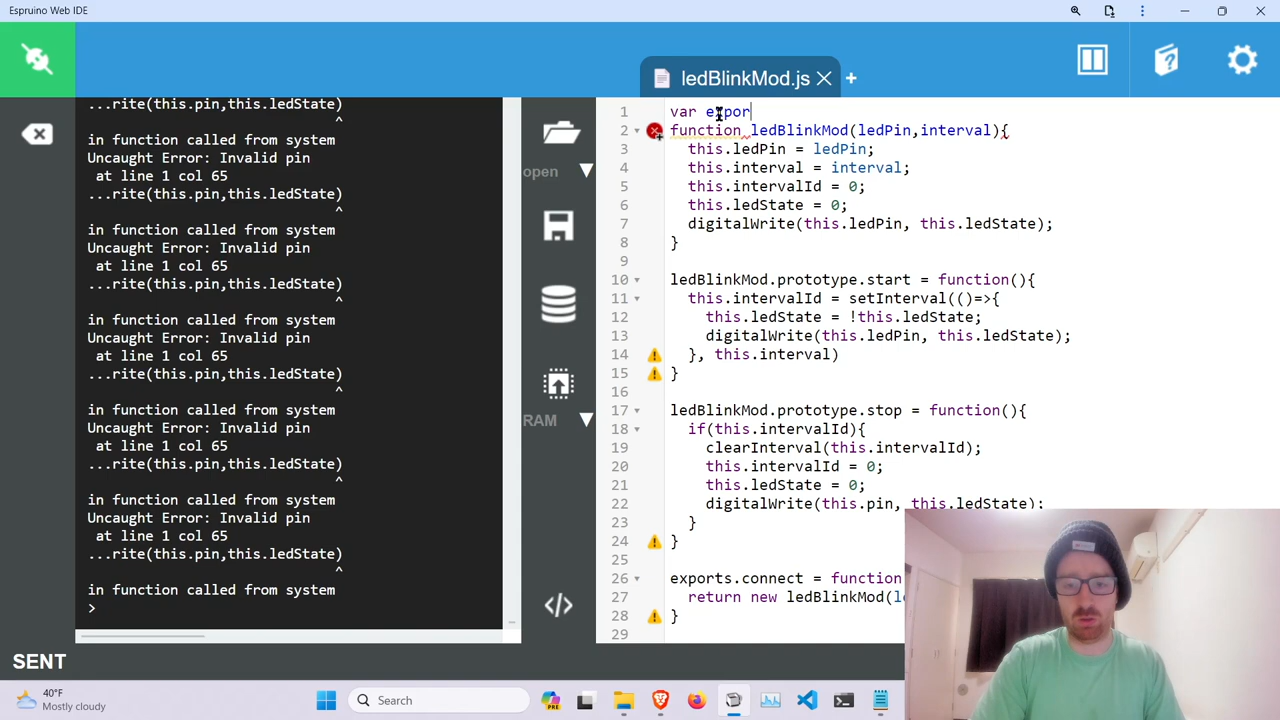 Espruino Web IDE
ledBlinkMod.js
...rite(this.pin,this.ledState)
^
in function called from system
Uncaught Error: Invalid pin
at line 1 col 65
...rite(this.pin,this.ledState)
^
in function called from system
Uncaught Error: Invalid pin
at line 1 col 65
...rite(this.pin,this.ledState)
^
in function called from system
Uncaught Error: Invalid pin
at line 1 col 65
...rite(this.pin,this.ledState)
^
in function called from system
Uncaught Error: Invalid pin
at line 1 col 65
...rite(this.pin,this.ledState)
^
in function called from system
Uncaught Error: Invalid pin
at line 1 col 65
...rite(this.pin,this.ledState)
^
in function called from system
>
open
RAM
1 var expor
2 function ledBlinkMod(ledPin,interval){
3 this.ledPin = ledPin;
4 this.interval = interval;
5 this.intervalId = 0;
6 this.ledState = 0;
7 digitalWrite(this.ledPin, this.ledState);
8 }
9
10 ledBlinkMod.prototype.start = function(){
11 this.intervalId = setInterval(()=>{
12 this.ledState = !this.ledState;
13 digitalWrite(this.ledPin, this.ledState);
14 }, this.interval)
15 }
16
17 ledBlinkMod.prototype.stop = function(){
18 if(this.intervalId){
19 clearInterval(this.intervalId);
20 this.intervalId = 0;
21 this.ledState = 0;
22 digitalWrite(this.pin, this.ledState);
23 }
24 }
25
26 exports.connect = function
27 return new ledBlinkMod(l
28 }
29
SENT
40°F
Mostly cloudy
Search
PRE